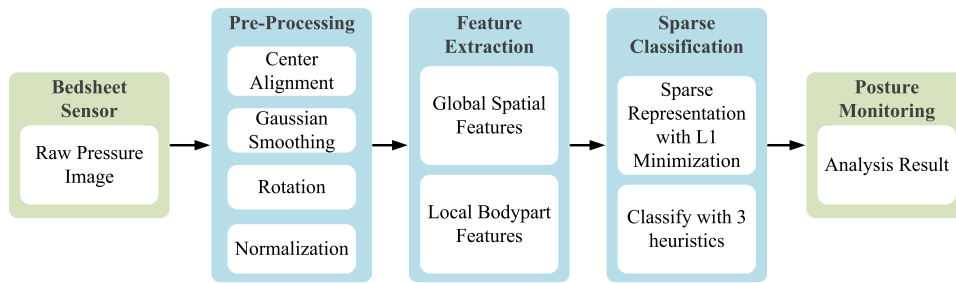 Bedsheet
Sensor
Raw Pressure
Image
Pre-Processing
Center
Alignment
Gaussian
Smoothing
Rotation
Normalization
Feature
Extraction
Global Spatial
Features
Local Bodypart
Features
Sparse
Classification
Sparse
Representation
with L1
Minimization
Classify with 3
heuristics
Posture
Monitoring
Analysis Result